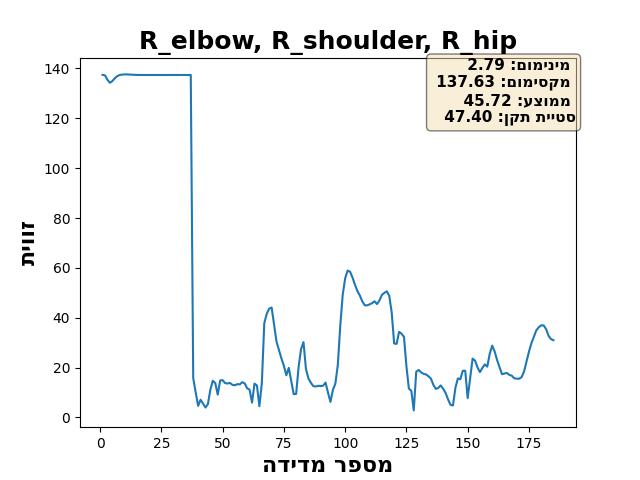 R_elbow, R_shoulder, R_hip
מינימום: 2.79
מקסימום: 137.63
ממוצע: 45.72
סטיית תקן: 47.40
זווית
140
120
100
80
60
40
20
0
0 25 50 75 100 125 150 175
מספר מדידה